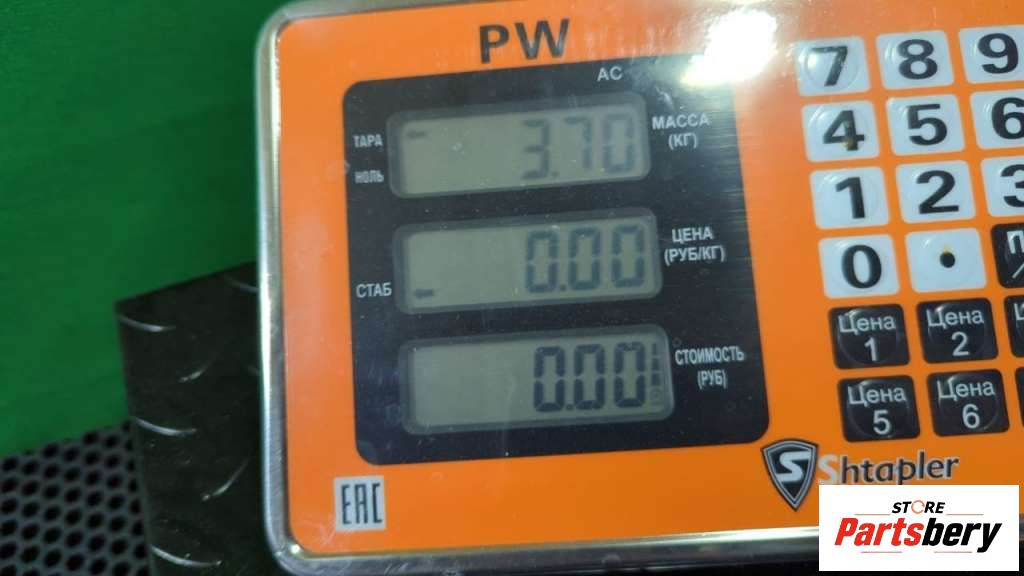 PW
AC
ТАРА
НОЛЬ
3.70
МАССА
(КГ)
СТАБ
0.00
ЦЕНА
(РУБ/КГ)
0.00
СТОИМОСТЬ
(РУБ)
7 8 9
4 5 6
1 2 3
0 . П
Цена 1
Цена 2
Цена 5
Цена 6
EAC
S Shtapler
STORE
Partsbery